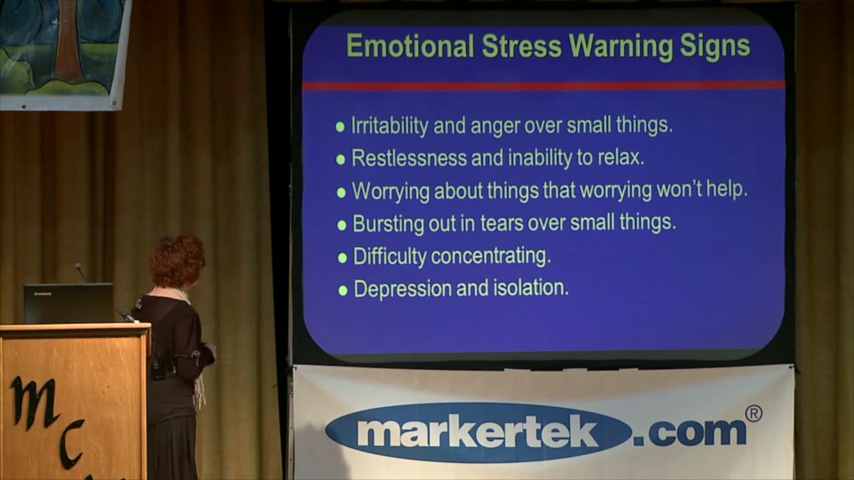 Emotional Stress Warning Signs
● Irritability and anger over small things.
● Restlessness and inability to relax.
● Worrying about things that worrying won't help.
● Bursting out in tears over small things.
● Difficulty concentrating.
● Depression and isolation.
lenovo
M
C
markertek.com®